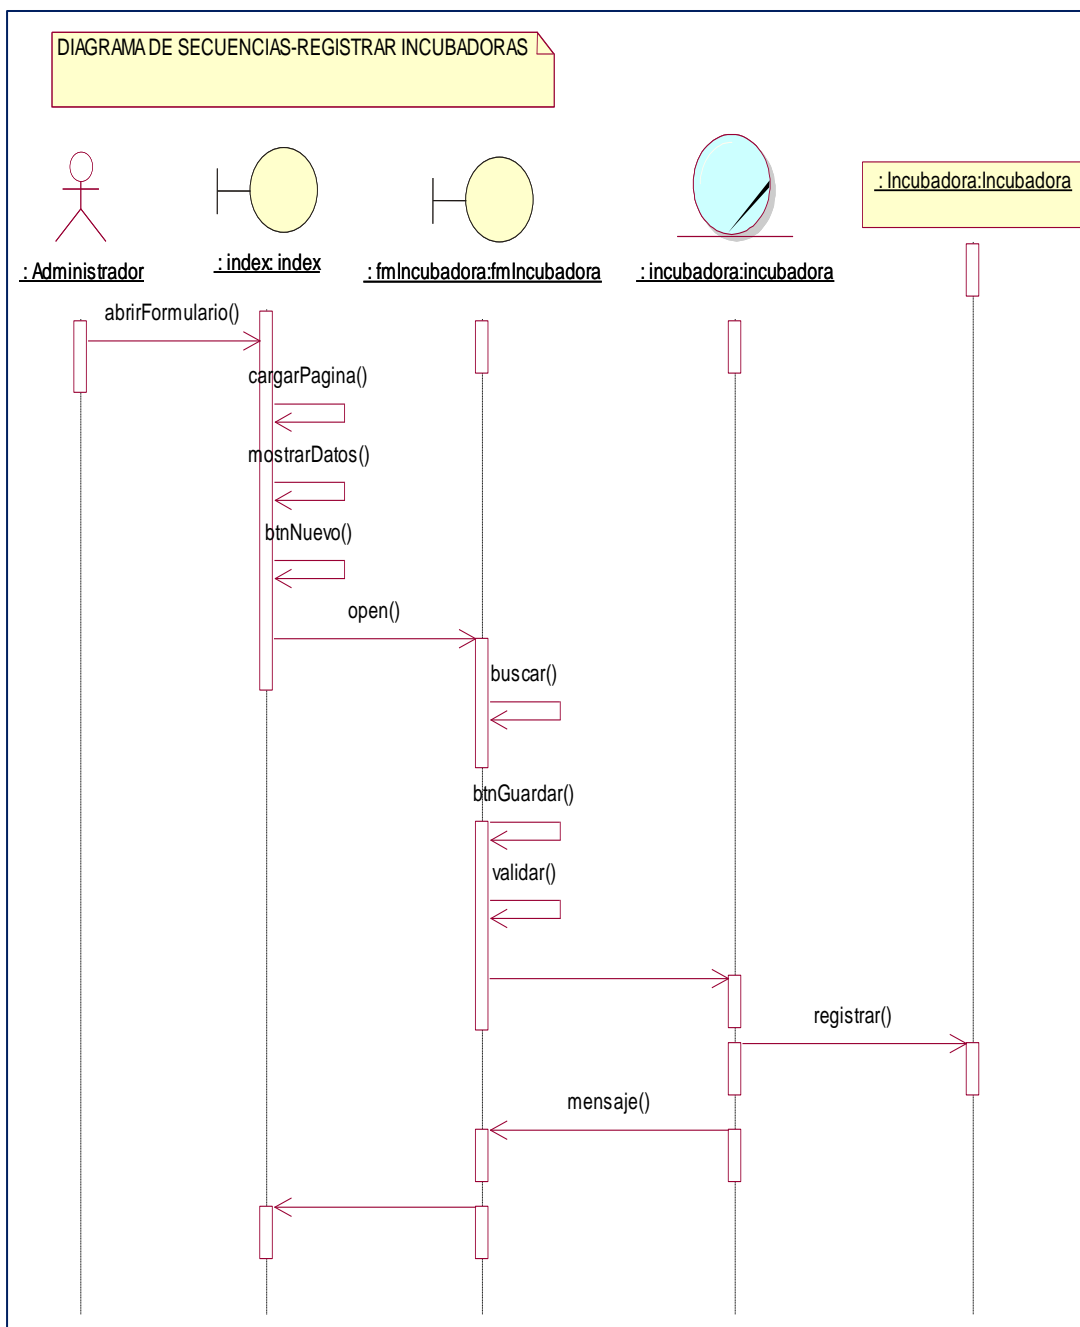 DIAGRAMA DE SECUENCIAS-REGISTRAR INCUBADORAS
: Administrador
: index: index
: fmIncubadora:fmIncubadora
: incubadora:incubadora
: Incubadora:Incubadora
abrirFormulario()
cargarPagina()
mostrarDatos()
btnNuevo()
open()
buscar()
btnGuardar()
validar()
registrar()
mensaje()